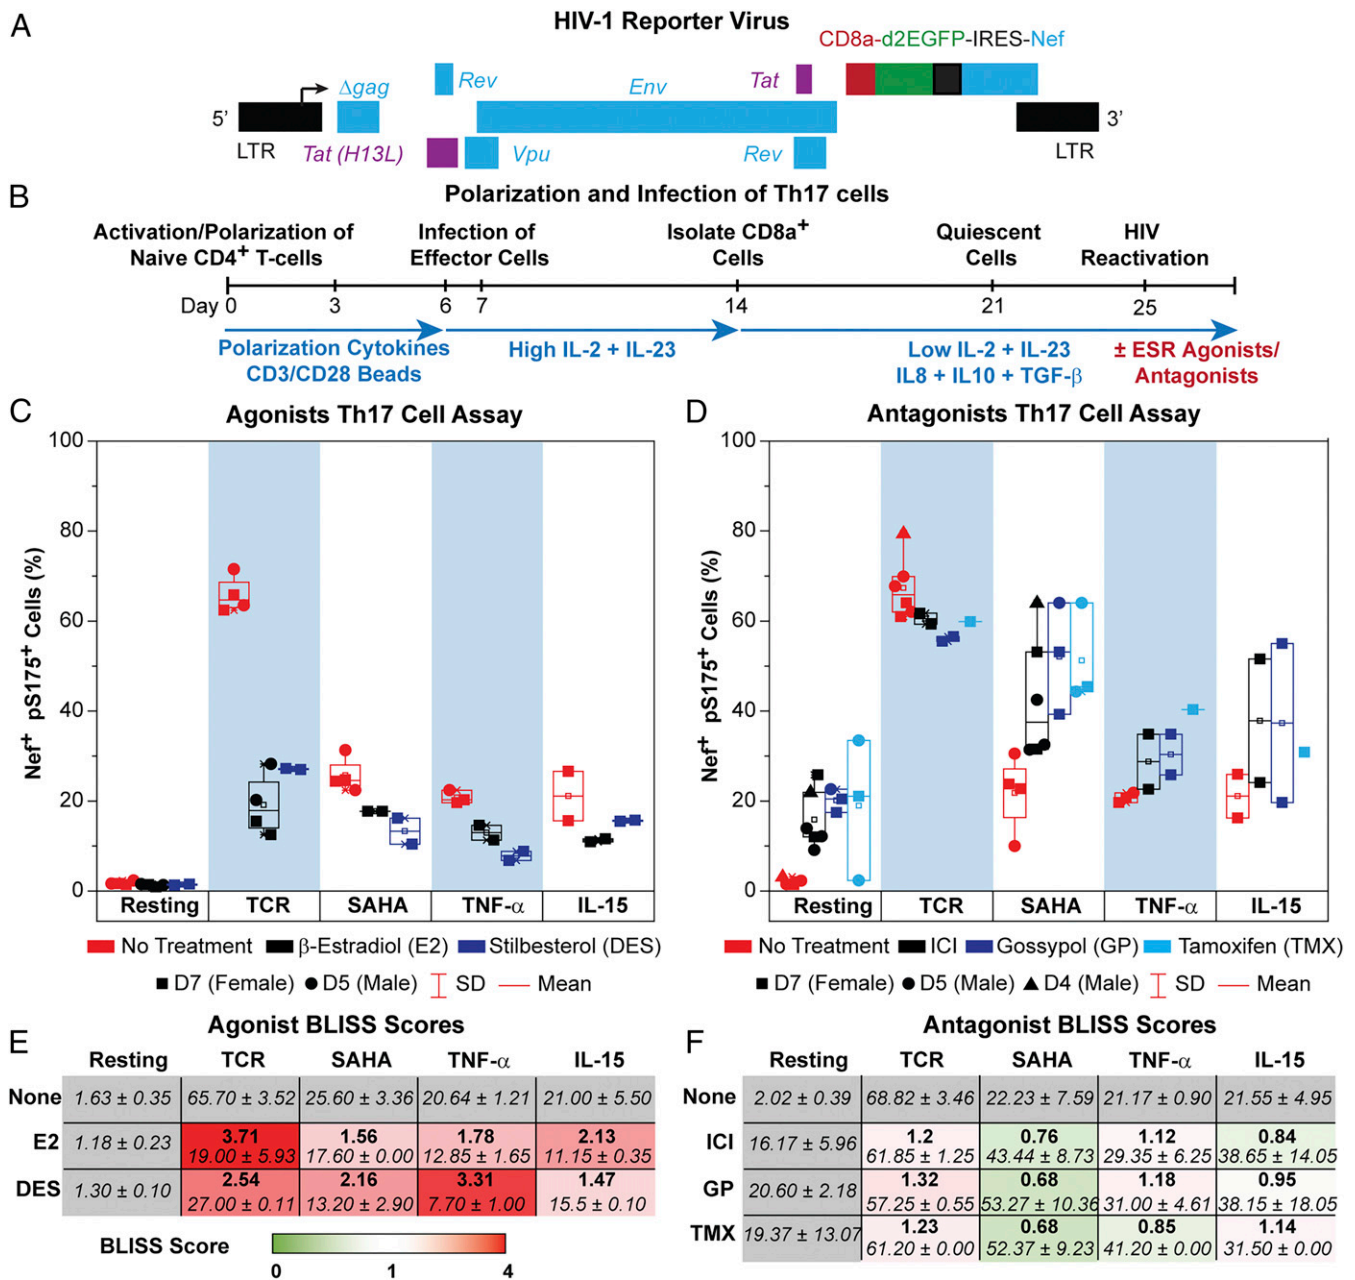 A
HIV-1 Reporter Virus
CD8a-d2EGFP-IRES-Nef
Δgag
Rev
Env
Tat
5'
3'
LTR
Tat (H13L)
Vpu
Rev
LTR
B
Polarization and Infection of Th17 cells
Activation/Polarization of
Naive CD4+ T-cells
Infection of
Effector Cells
Isolate CD8a+
Cells
Quiescent
Cells
HIV
Reactivation
Day 0 3 6 7 14 21 25
Polarization Cytokines
CD3/CD28 Beads
High IL-2 + IL-23
Low IL-2 + IL-23
IL8 + IL10 + TGF-β
± ESR Agonists/
Antagonists
C
Agonists Th17 Cell Assay
Nef+ pS175+ Cells (%)
100
80
60
40
20
0
Resting TCR SAHA TNF-α IL-15
No Treatment β-Estradiol (E2) Stilbesterol (DES)
D7 (Female) D5 (Male) SD Mean
D
Antagonists Th17 Cell Assay
Nef+ pS175+ Cells (%)
100
80
60
40
20
0
Resting TCR SAHA TNF-α IL-15
No Treatment ICI Gossypol (GP) Tamoxifen (TMX)
D7 (Female) D5 (Male) D4 (Male) SD Mean
E
Agonist BLISS Scores
Resting TCR SAHA TNF-α IL-15
None 1.63 ± 0.35 65.70 ± 3.52 25.60 ± 3.36 20.64 ± 1.21 21.00 ± 5.50
3.71 1.56 1.78 2.13
E2 1.18 ± 0.23 19.00 ± 5.93 17.60 ± 0.00 12.85 ± 1.65 11.15 ± 0.35
2.54 2.16 3.31 1.47
DES 1.30 ± 0.10 27.00 ± 0.11 13.20 ± 2.90 7.70 ± 1.00 15.5 ± 0.10
BLISS Score
0 1 4
F
Antagonist BLISS Scores
Resting TCR SAHA TNF-α IL-15
None 2.02 ± 0.39 68.82 ± 3.46 22.23 ± 7.59 21.17 ± 0.90 21.55 ± 4.95
1.2 0.76 1.12 0.84
ICI 16.17 ± 5.96 61.85 ± 1.25 43.44 ± 8.73 29.35 ± 6.25 38.65 ± 14.05
1.32 0.68 1.18 0.95
GP 20.60 ± 2.18 57.25 ± 0.55 53.27 ± 10.36 31.00 ± 4.61 38.15 ± 18.05
1.23 0.68 0.85 1.14
TMX 19.37 ± 13.07 61.20 ± 0.00 52.37 ± 9.23 41.20 ± 0.00 31.50 ± 0.00